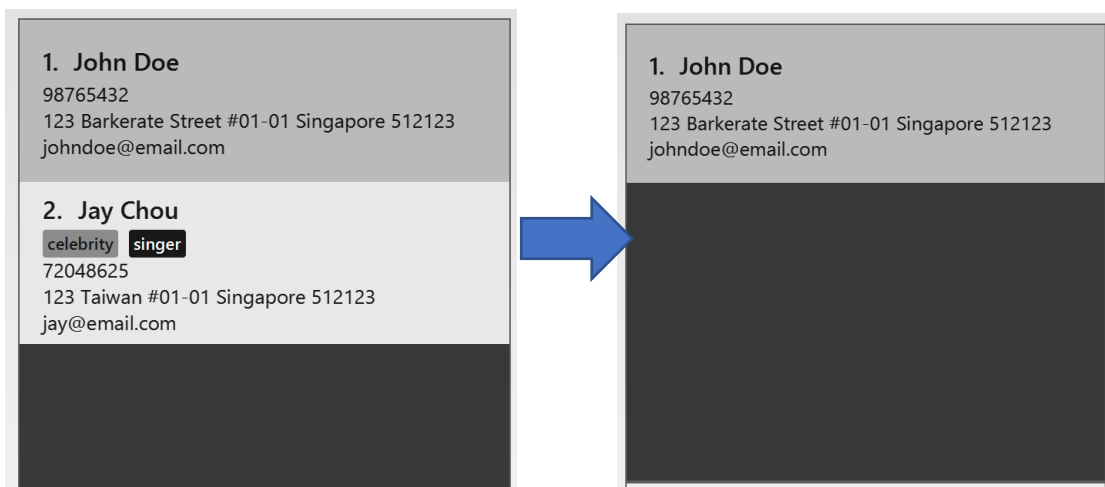 1. John Doe
98765432
123 Barkerate Street #01-01 Singapore 512123
johndoe@email.com
2. Jay Chou
celebrity singer
72048625
123 Taiwan #01-01 Singapore 512123
jay@email.com
1. John Doe
98765432
123 Barkerate Street #01-01 Singapore 512123
johndoe@email.com